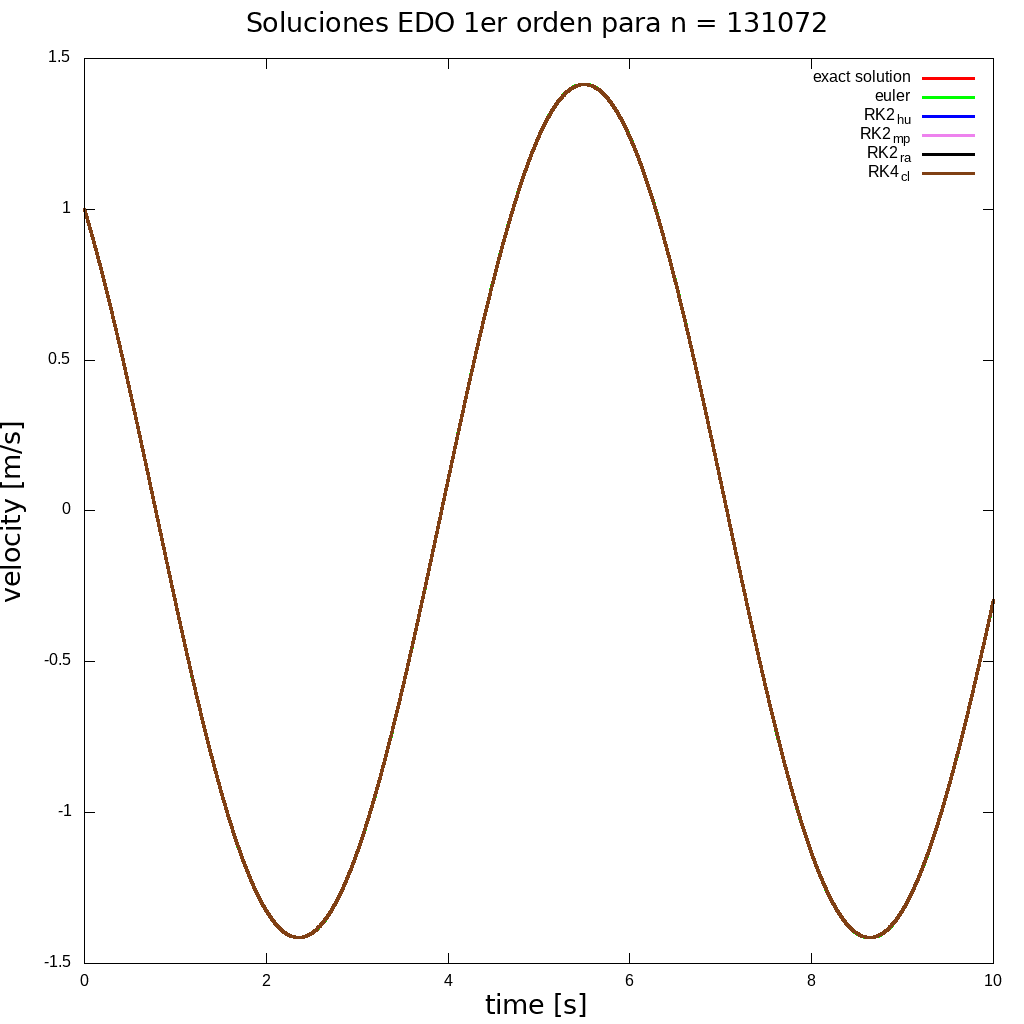 Soluciones EDO 1er orden para n = 131072
1.5
1
0.5
0
-0.5
-1
-1.5
velocity [m/s]
exact solution
euler
RK2hu
RK2mp
RK2ra
RK4cl
0 2 4 6 8 10
time [s]